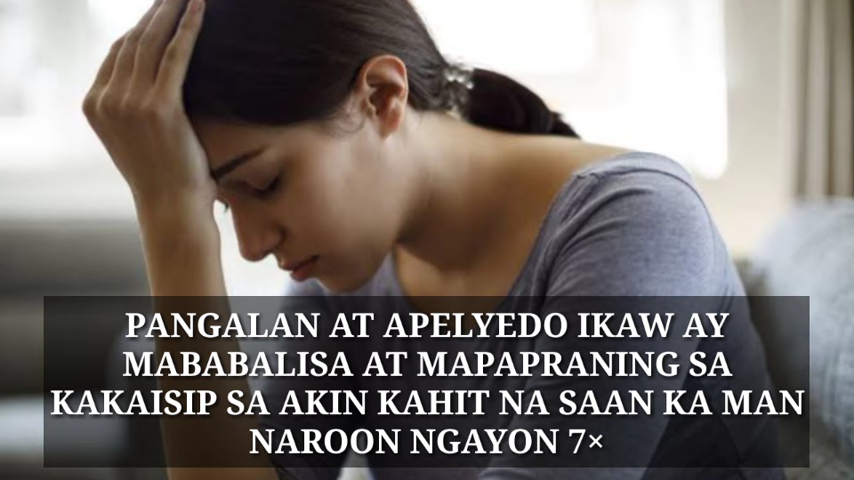 PANGALAN AT APELYEDO IKAW AY
MABABALISA AT MAPAPRANING SA
KAKAISIP SA AKIN KAHIT NA SAAN KA MAN
NAROON NGAYON 7×